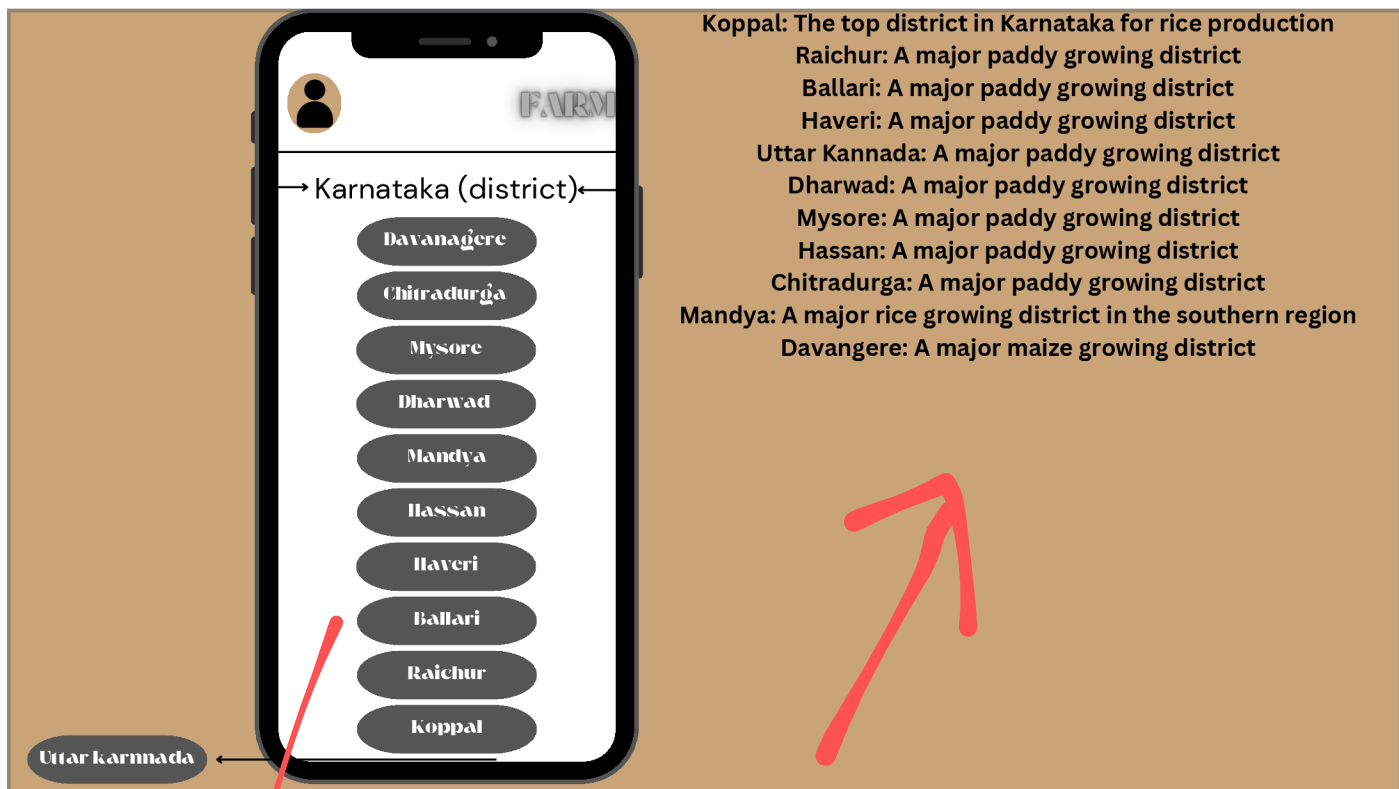 FARM
Karnataka (district)
Davanagere
Chitradurga
Mysore
Dharwad
Mandya
Hassan
Haveri
Ballari
Raichur
Koppal
Uttar karnnada
Koppal: The top district in Karnataka for rice production
Raichur: A major paddy growing district
Ballari: A major paddy growing district
Haveri: A major paddy growing district
Uttar Kannada: A major paddy growing district
Dharwad: A major paddy growing district
Mysore: A major paddy growing district
Hassan: A major paddy growing district
Chitradurga: A major paddy growing district
Mandya: A major rice growing district in the southern region
Davangere: A major maize growing district